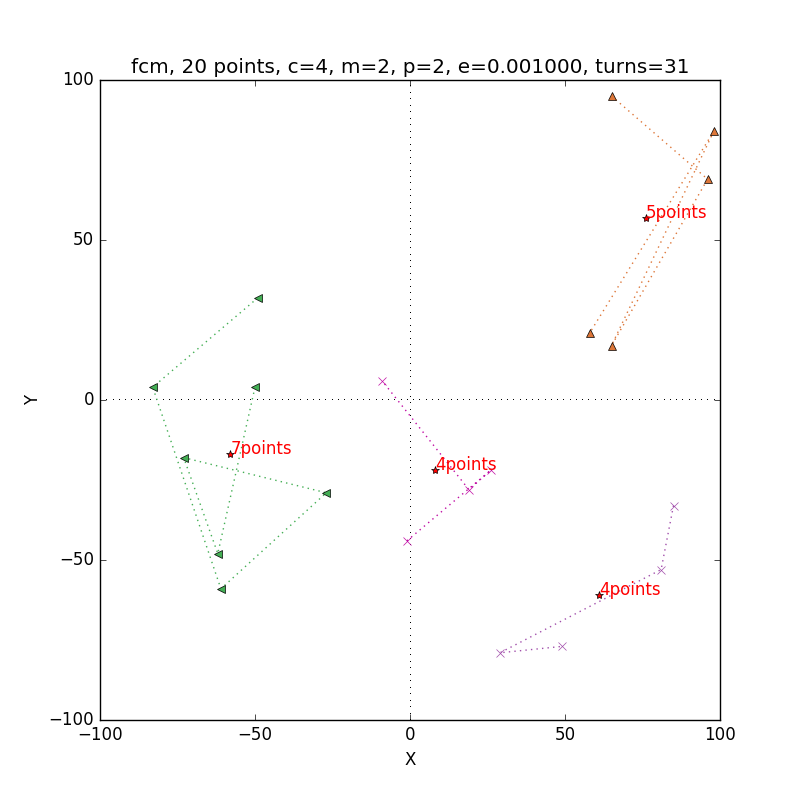 fcm, 20 points, c=4, m=2, p=2, e=0.001000, turns=31
100
50
0
−50
−100
Y
5points
7points
4points
4points
−100
−50
0
50
100
X